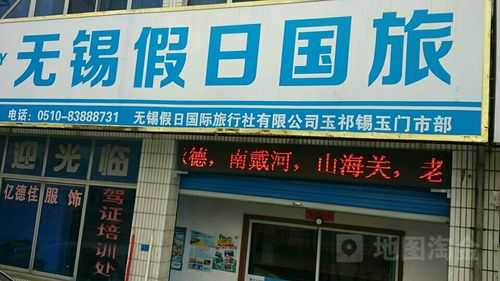 无锡假日国旅
电话：0510-83888731 无锡假日国际旅行社有限公司玉祁锡玉门市部
德，南戴河，山海关，老
迎光临
亿德佳服饰
驾证培训处
地图淘金